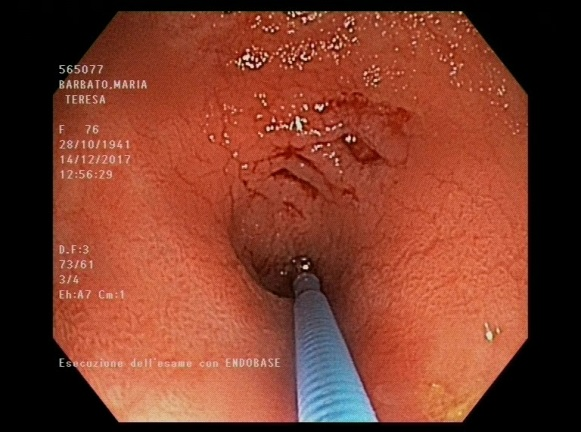 565077
BARBATO,MARIA
TERESA
F 76
28/10/1941
14/12/2017
12:56:29
D.F:3
73/61
3/4
Eh:A7 Cm:1
Esecuzione dell'esame con ENDOBASE